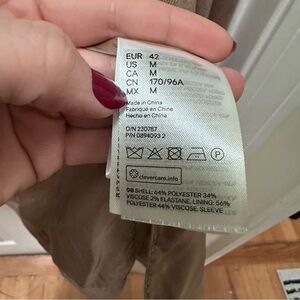 EUR 42
US M
CA M
CN 170/96A
MX M
Made in China
Fabriqué en Chine
Hecho en China
O/N 230787
P/N 0894093 2
clevercare.info
GB SHELL: 64% POLYESTER 34%
VISCOSE 2% ELASTANE, LINING: 56%
POLYESTER 44% VISCOSE. SLEEVE